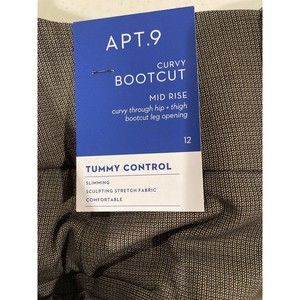 APT.9
CURVY
BOOTCUT
MID RISE
curvy through hip + thigh
bootcut leg opening
12
TUMMY CONTROL
SLIMMING
SCULPTING STRETCH FABRIC
COMFORTABLE